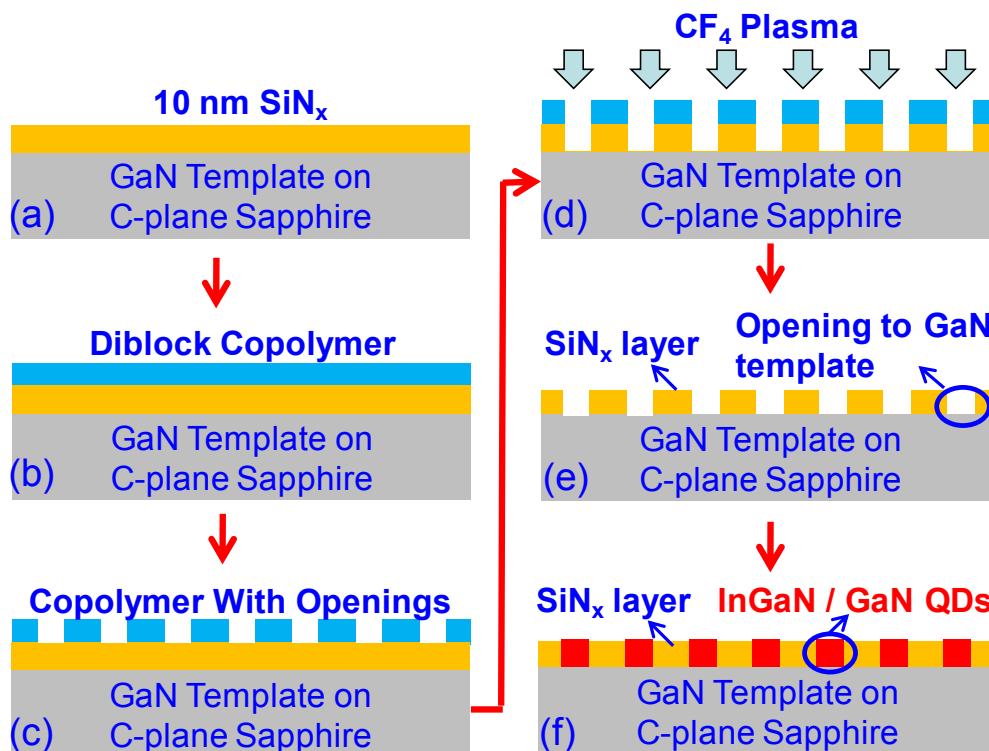 10 nm SiNₓ
GaN Template on
C-plane Sapphire
(a)
Diblock Copolymer
GaN Template on
C-plane Sapphire
(b)
Copolymer With Openings
GaN Template on
C-plane Sapphire
(c)
CF₄ Plasma
GaN Template on
C-plane Sapphire
(d)
SiNₓ layer
Opening to GaN
template
GaN Template on
C-plane Sapphire
(e)
SiNₓ layer
InGaN / GaN QDs
GaN Template on
C-plane Sapphire
(f)